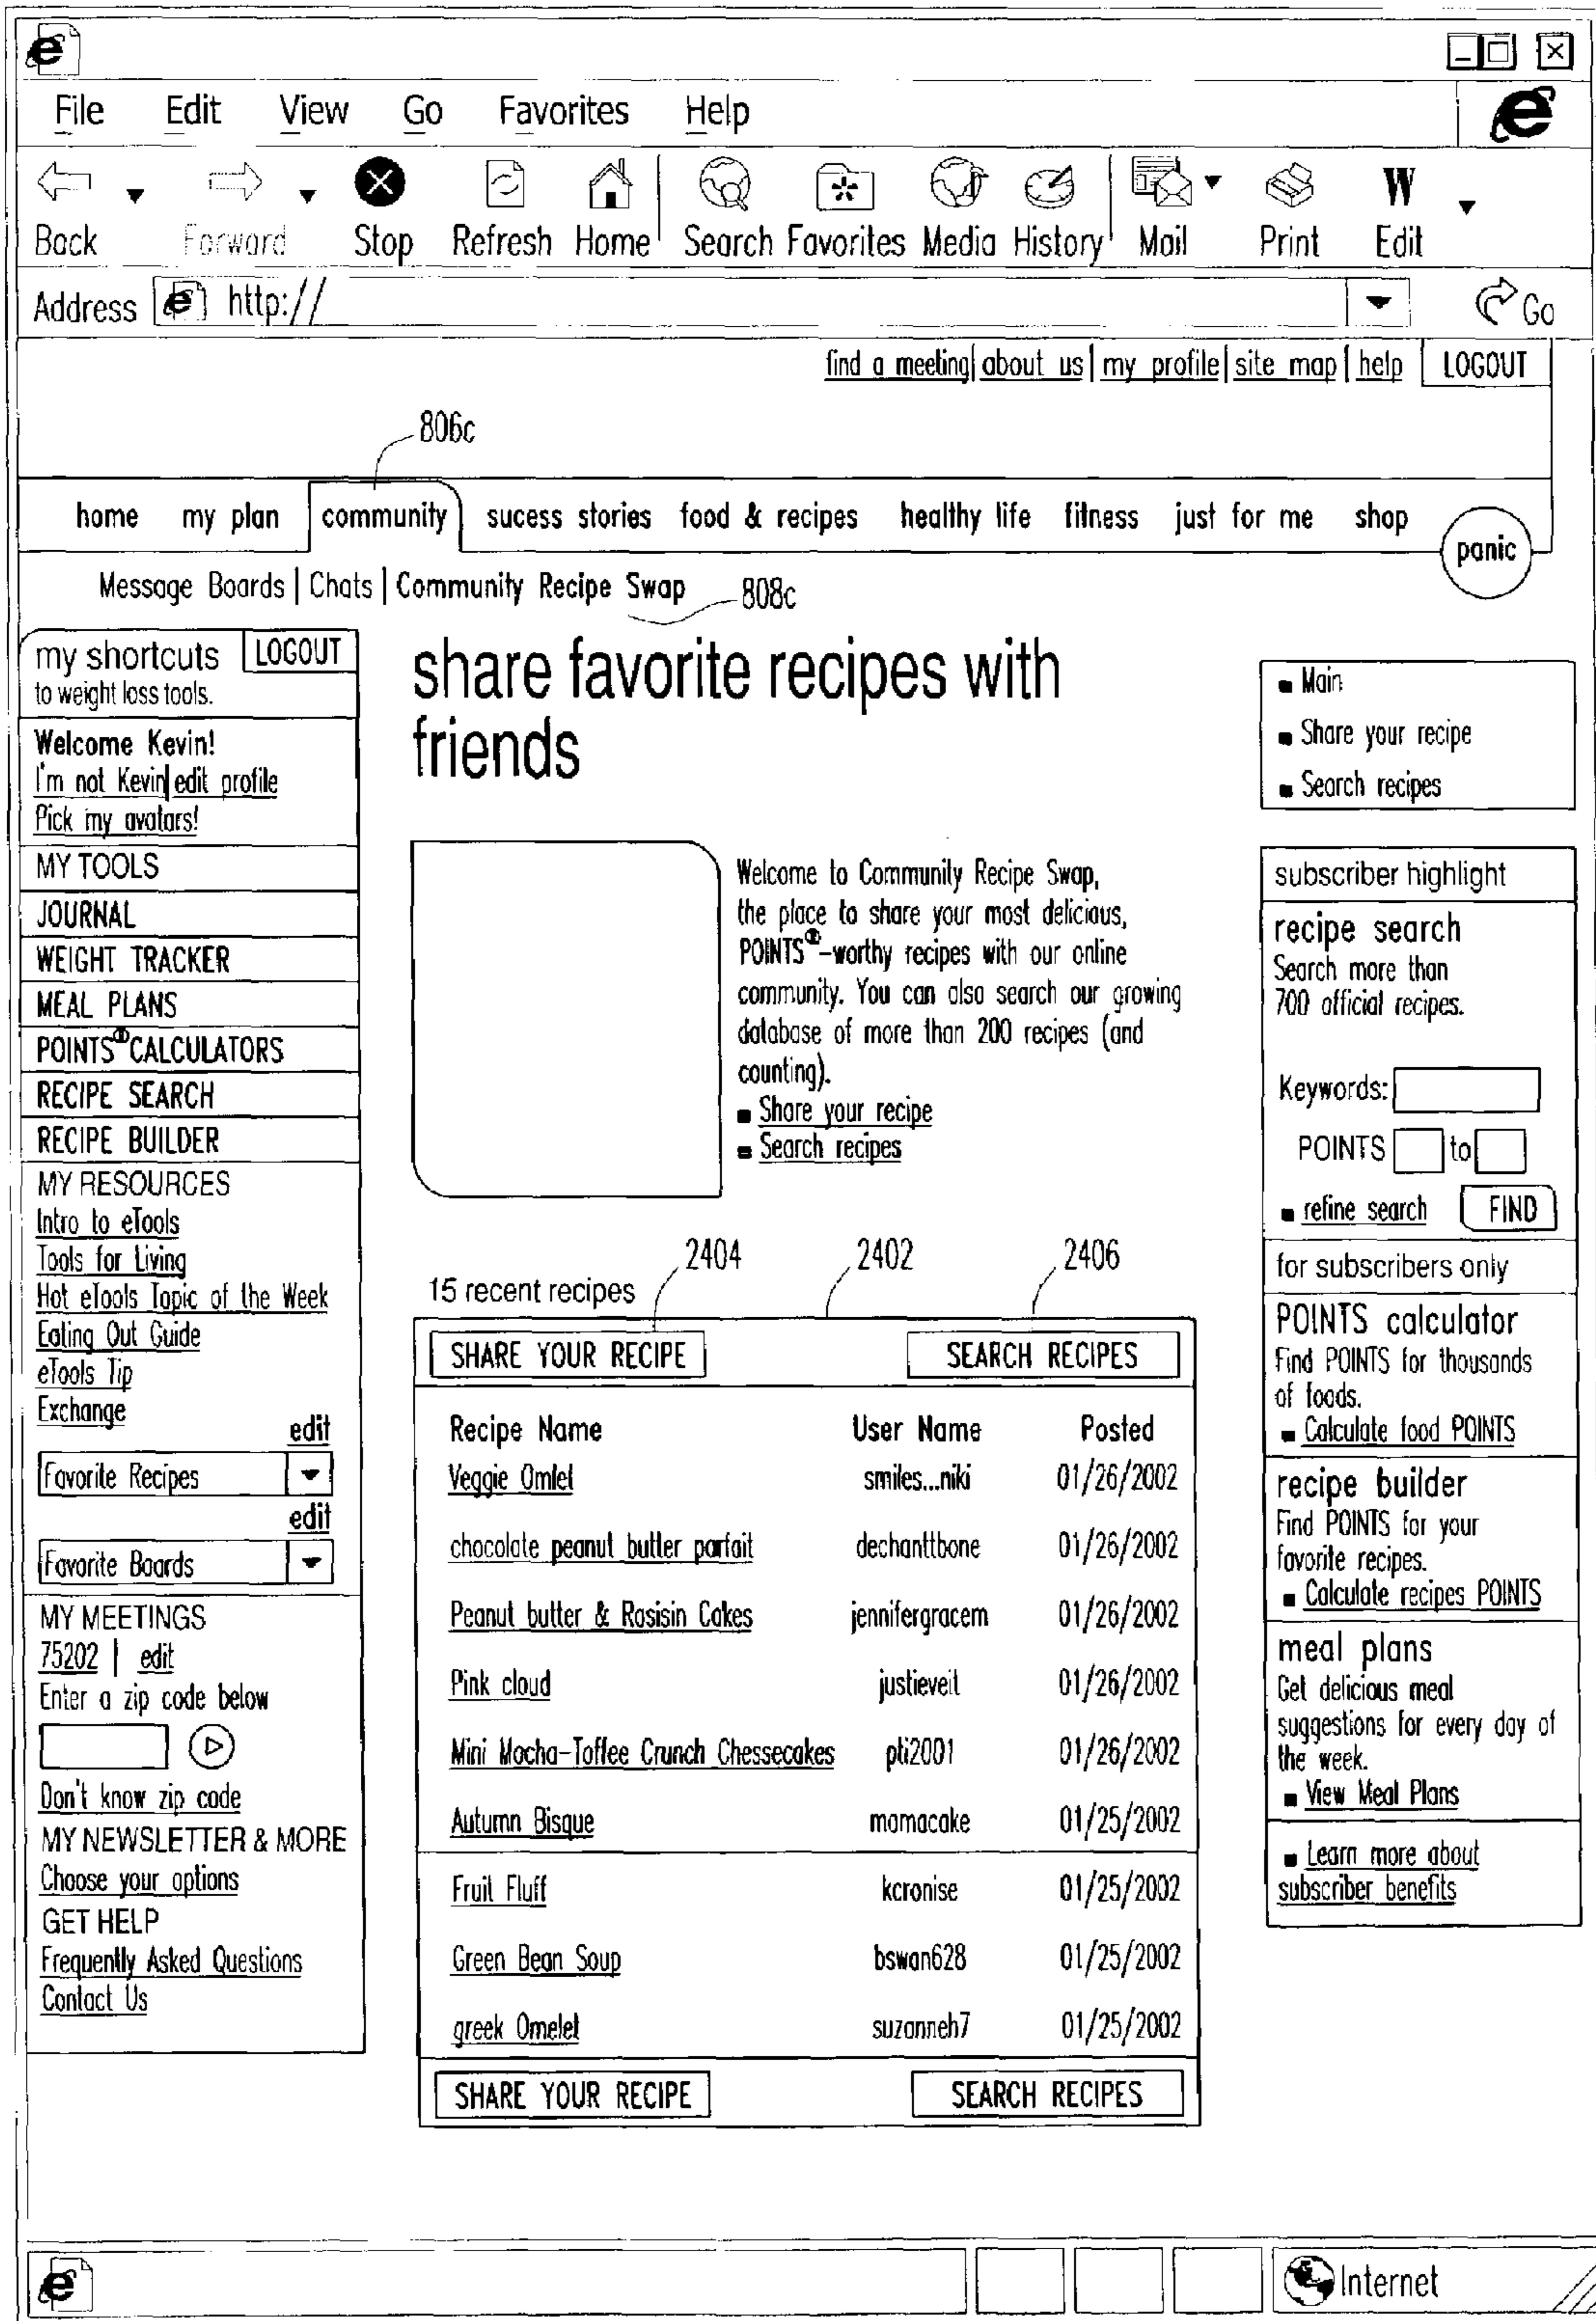 File Edit View Go Favorites Help
Back Forward Stop Refresh Home Search Favorites Media History Mail Print Edit
Address http:// Go
find a meeting | about us | my profile | site map | help LOGOUT
806c
home my plan community sucess stories food & recipes healthy life fitness just for me shop panic
Message Boards | Chats | Community Recipe Swap 808c
my shortcuts LOGOUT
to weight loss tools.
Welcome Kevin!
I'm not Kevin | edit profile
Pick my avatars!
MY TOOLS
JOURNAL
WEIGHT TRACKER
MEAL PLANS
POINTS® CALCULATORS
RECIPE SEARCH
RECIPE BUILDER
MY RESOURCES
Intro to eTools
Tools for Living
Hot eTools Topic of the Week
Eating Out Guide
eTools Tip
Exchange
edit
Favorite Recipes
edit
Favorite Boards
MY MEETINGS
75202 | edit
Enter a zip code below
Don't know zip code
MY NEWSLETTER & MORE
Choose your options
GET HELP
Frequently Asked Questions
Contact Us
share favorite recipes with
friends
Welcome to Community Recipe Swap,
the place to share your most delicious,
POINTS®-worthy recipes with our online
community. You can also search our growing
database of more than 200 recipes (and
counting).
Share your recipe
Search recipes
2404 2402 2406
15 recent recipes
SHARE YOUR RECIPE SEARCH RECIPES
Recipe Name User Name Posted
Veggie Omlet smiles...niki 01/26/2002
chocolate peanut butter parfait dechanttbone 01/26/2002
Peanut butter & Rasisin Cakes jennifergracem 01/26/2002
Pink cloud justieveit 01/26/2002
Mini Mocha-Toffee Crunch Chessecakes pti2001 01/26/2002
Autumn Bisque mamacake 01/25/2002
Fruit Fluff kcronise 01/25/2002
Green Bean Soup bswan628 01/25/2002
greek Omelet suzanneh7 01/25/2002
SHARE YOUR RECIPE SEARCH RECIPES
Main
Share your recipe
Search recipes
subscriber highlight
recipe search
Search more than
700 official recipes.
Keywords:
POINTS to
refine search FIND
for subscribers only
POINTS calculator
Find POINTS for thousands
of foods.
Calculate food POINTS
recipe builder
Find POINTS for your
favorite recipes.
Calculate recipes POINTS
meal plans
Get delicious meal
suggestions for every day of
the week.
View Meal Plans
Learn more about
subscriber benefits
Internet